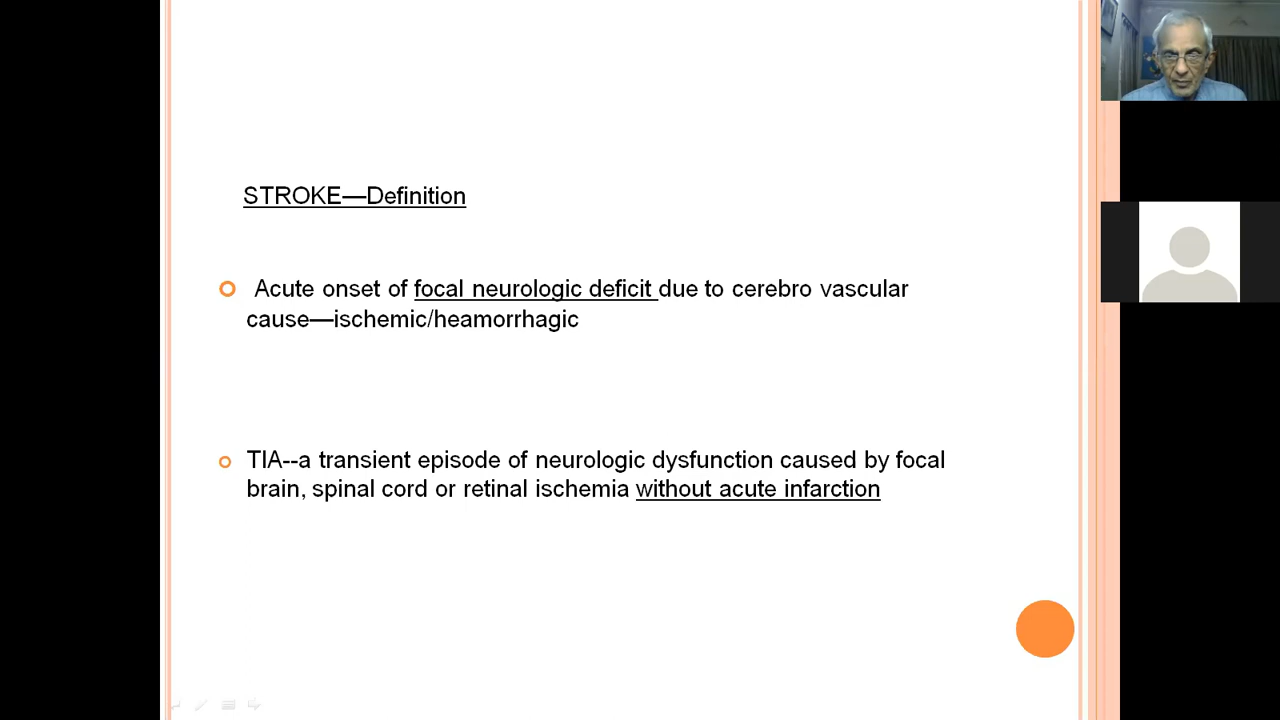 STROKE—Definition
Acute onset of focal neurologic deficit due to cerebro vascular
cause—ischemic/heamorrhagic
TIA--a transient episode of neurologic dysfunction caused by focal
brain, spinal cord or retinal ischemia without acute infarction